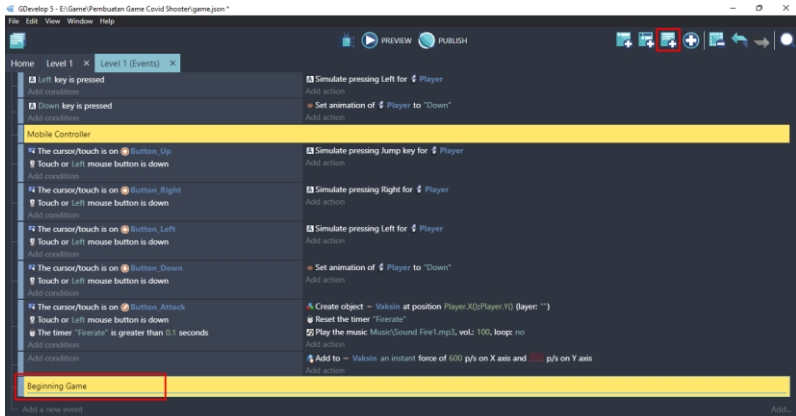 GDevelop 5 - E:\Game\Pembuatan Game Covid Shooter\game.json *
File Edit View Window Help
PREVIEW PUBLISH
Home Level 1 × Level 1 (Events) ×
Left key is pressed
Add condition
Simulate pressing Left for Player
Add action
Down key is pressed
Add condition
Set animation of Player to "Down"
Add action
Mobile Controller
The cursor/touch is on Button_Up
Touch or Left mouse button is down
Add condition
Simulate pressing Jump key for Player
Add action
The cursor/touch is on Button_Right
Touch or Left mouse button is down
Add condition
Simulate pressing Right for Player
Add action
The cursor/touch is on Button_Left
Touch or Left mouse button is down
Add condition
Simulate pressing Left for Player
Add action
The cursor/touch is on Button_Down
Touch or Left mouse button is down
Add condition
Set animation of Player to "Down"
Add action
The cursor/touch is on Button_Attack
Touch or Left mouse button is down
The timer "Firerate" is greater than 0.1 seconds
Add condition
Create object Vaksin at position Player.X();Player.Y() (layer: "")
Reset the timer "Firerate"
Play the music Music\Sound Fire1.mp3, vol.: 100, loop: no
Add action
Add condition
Add to Vaksin an instant force of 600 p/s on X axis and p/s on Y axis
Add action
Beginning Game
Add a new event
Add...